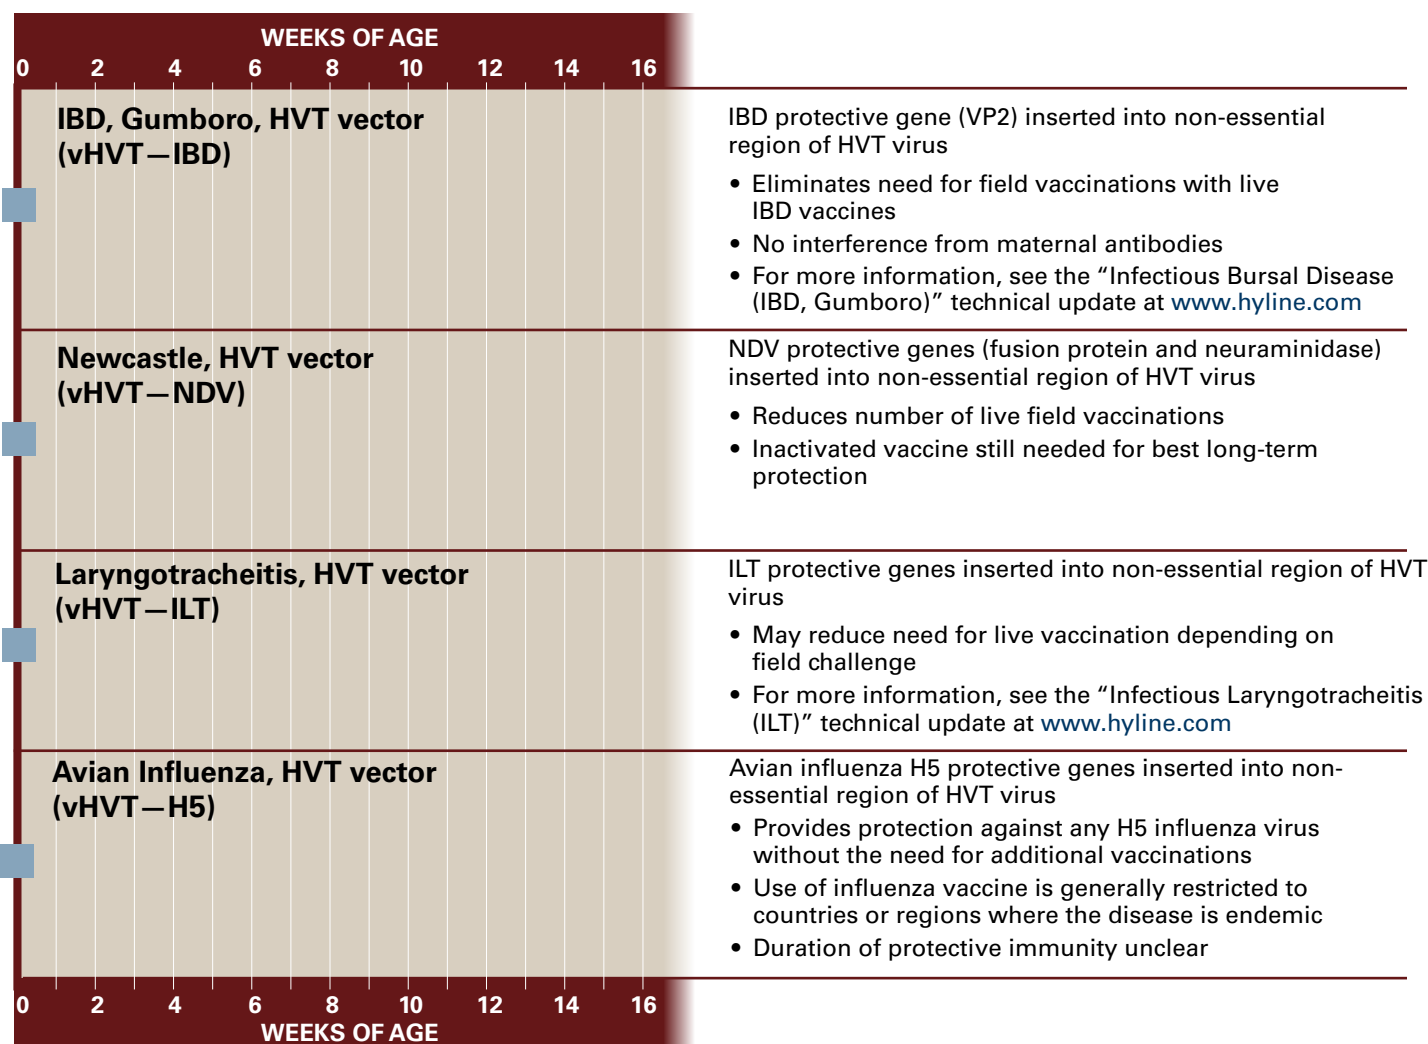 WEEKS OF AGE
0 2 4 6 8 10 12 14 16
IBD, Gumboro, HVT vector
(vHVT—IBD)
IBD protective gene (VP2) inserted into non-essential
region of HVT virus
• Eliminates need for field vaccinations with live
IBD vaccines
• No interference from maternal antibodies
• For more information, see the “Infectious Bursal Disease
(IBD, Gumboro)” technical update at www.hyline.com
Newcastle, HVT vector
(vHVT—NDV)
NDV protective genes (fusion protein and neuraminidase)
inserted into non-essential region of HVT virus
• Reduces number of live field vaccinations
• Inactivated vaccine still needed for best long-term
protection
Laryngotracheitis, HVT vector
(vHVT—ILT)
ILT protective genes inserted into non-essential region of HVT
virus
• May reduce need for live vaccination depending on
field challenge
• For more information, see the “Infectious Laryngotracheitis
(ILT)” technical update at www.hyline.com
Avian Influenza, HVT vector
(vHVT—H5)
Avian influenza H5 protective genes inserted into non-
essential region of HVT virus
• Provides protection against any H5 influenza virus
without the need for additional vaccinations
• Use of influenza vaccine is generally restricted to
countries or regions where the disease is endemic
• Duration of protective immunity unclear
0 2 4 6 8 10 12 14 16
WEEKS OF AGE